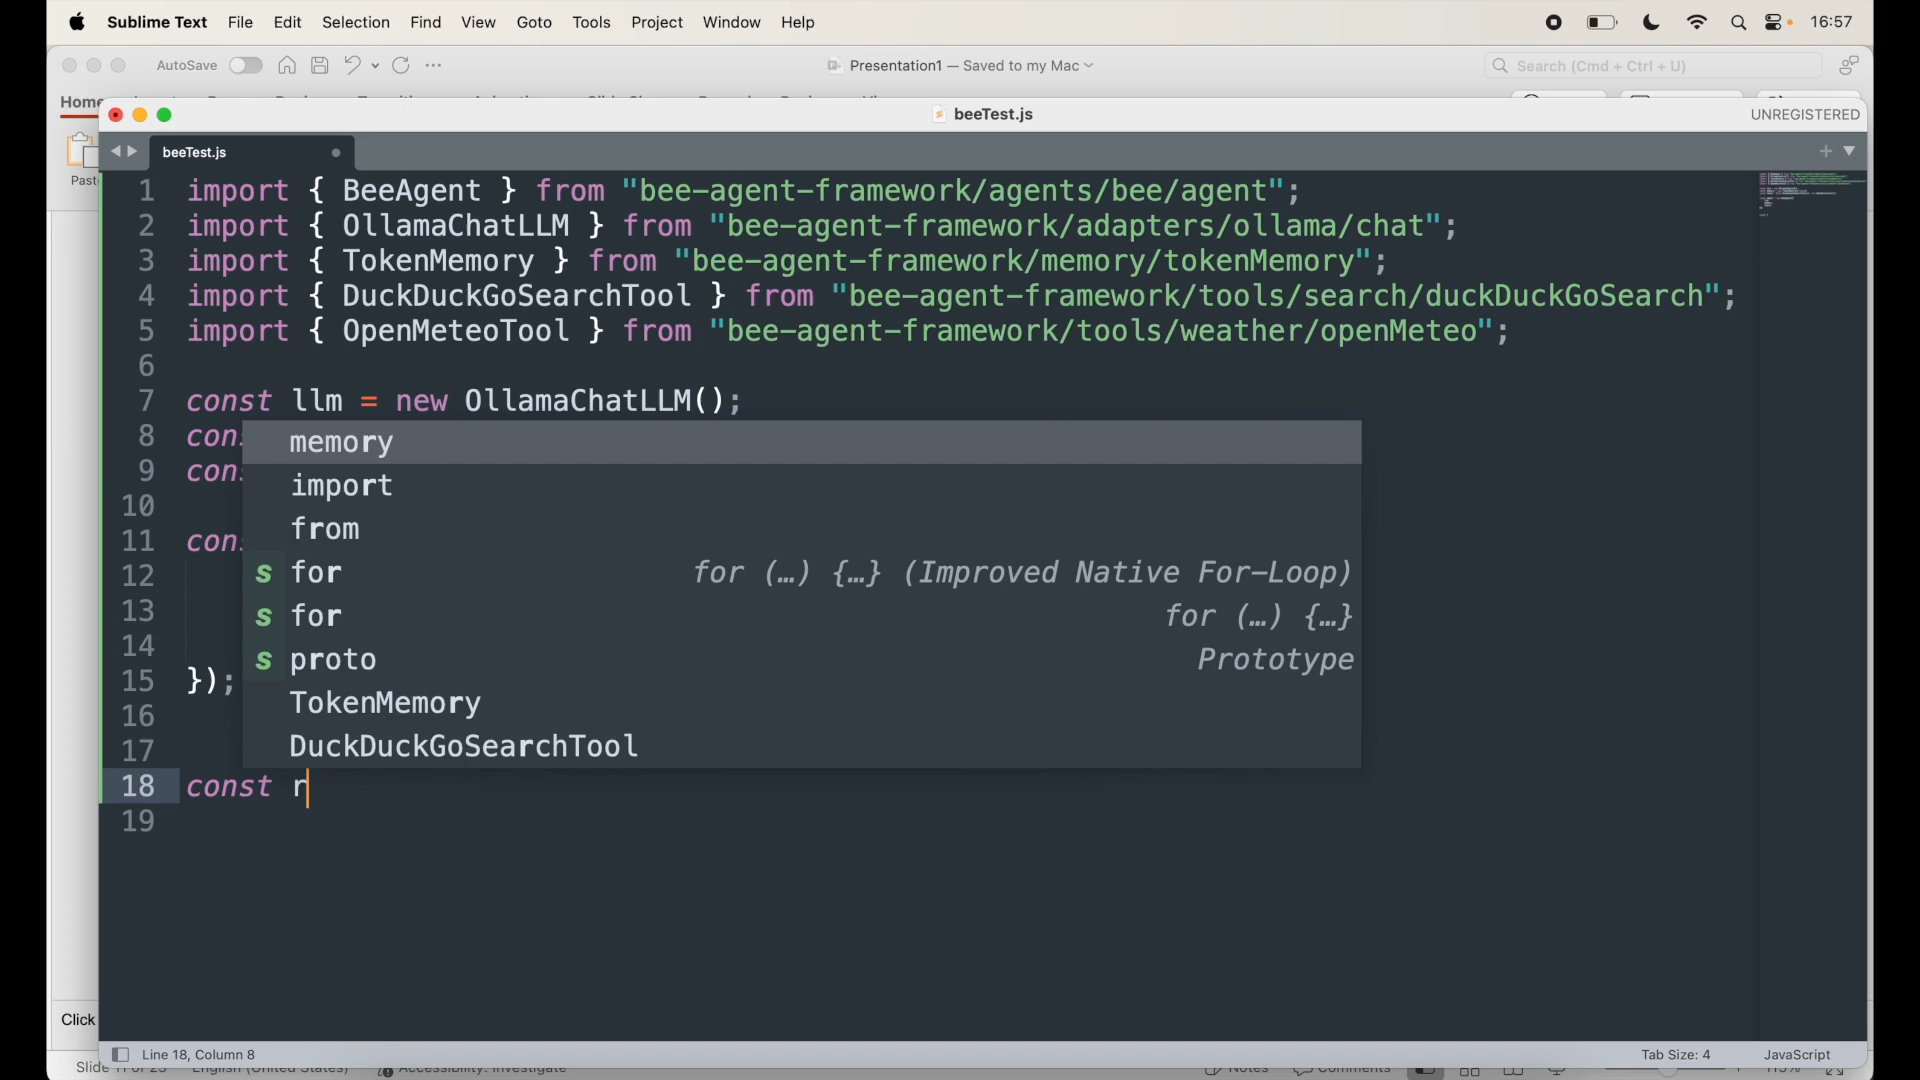 Sublime Text File Edit Selection Find View Goto Tools Project Window Help 16:57
AutoSave Presentation1 — Saved to my Mac Search (Cmd + Ctrl + U)
Home
beeTest.js UNREGISTERED
beeTest.js
Past
1 import { BeeAgent } from "bee-agent-framework/agents/bee/agent";
2 import { OllamaChatLLM } from "bee-agent-framework/adapters/ollama/chat";
3 import { TokenMemory } from "bee-agent-framework/memory/tokenMemory";
4 import { DuckDuckGoSearchTool } from "bee-agent-framework/tools/search/duckDuckGoSearch";
5 import { OpenMeteoTool } from "bee-agent-framework/tools/weather/openMeteo";
6
7 const llm = new OllamaChatLLM();
8 con
memory
9 con
import
10
from
11 con
12
s for for (…) {…} (Improved Native For-Loop)
13
s for for (…) {…}
14
s proto Prototype
15 });
TokenMemory
16
17
DuckDuckGoSearchTool
18 const r
19
Click
Line 18, Column 8 Tab Size: 4 JavaScript